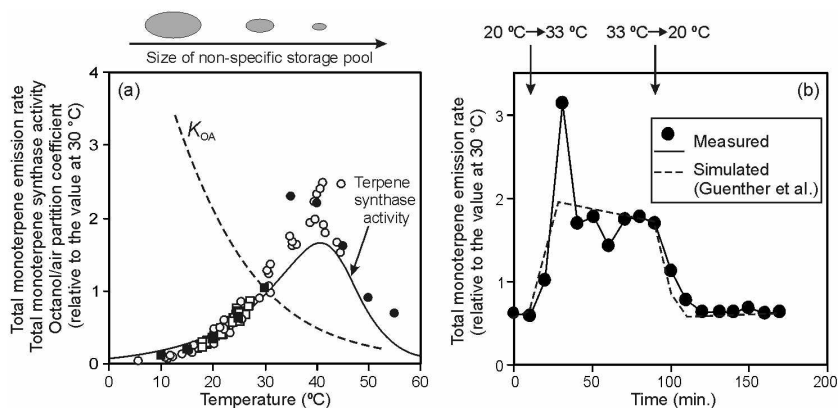 Size of non-specific storage pool
Total monoterpene emission rate
Total monoterpene synthase activity
Octanol/air partition coefficient
(relative to the value at 30 °C)
4
3
2
1
0
(a)
KOA
Terpene
synthase
activity
0 10 20 30 40 50 60
Temperature (ºC)
20 ºC→33 ºC 33 ºC→20 ºC
Total monoterpene emission rate
(relative to the value at 30 °C)
3
2
1
0
(b)
Measured
Simulated
(Guenther et al.)
0 50 100 150 200
Time (min.)